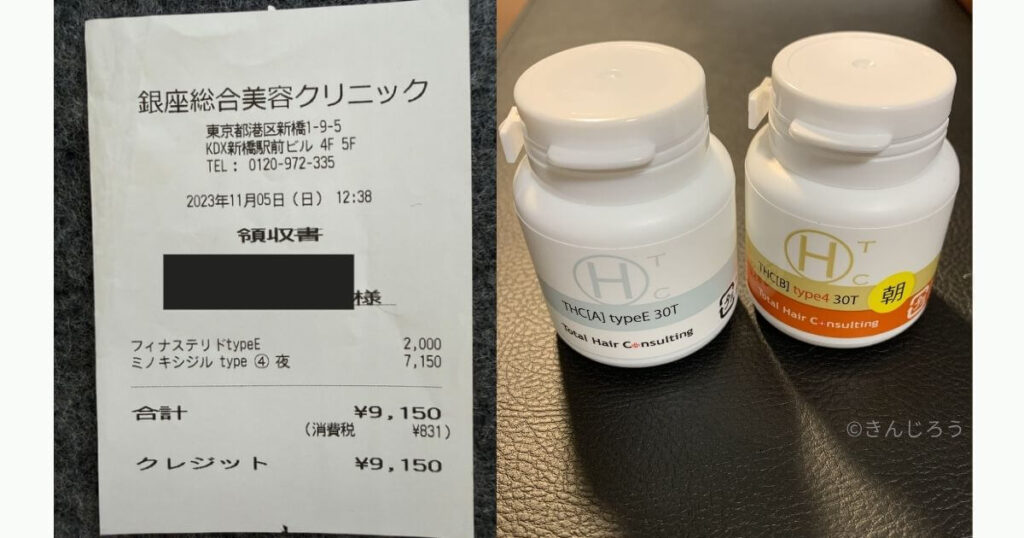 銀座総合美容クリニック
東京都港区新橋1-9-5
KDX新橋駅前ビル 4F 5F
TEL： 0120-972-335
2023年11月05日（日） 12:38
領収書
様
フィナステリドtypeE 2,000
ミノキシジル type ④ 夜 7,150
合計 ¥9,150
(消費税 ¥831)
クレジット ¥9,150
H T C
THC[A] typeE 30T
Total Hair Consulting
H T C
THC[B] type4 30T
朝
Total Hair Consulting
©きんじろう